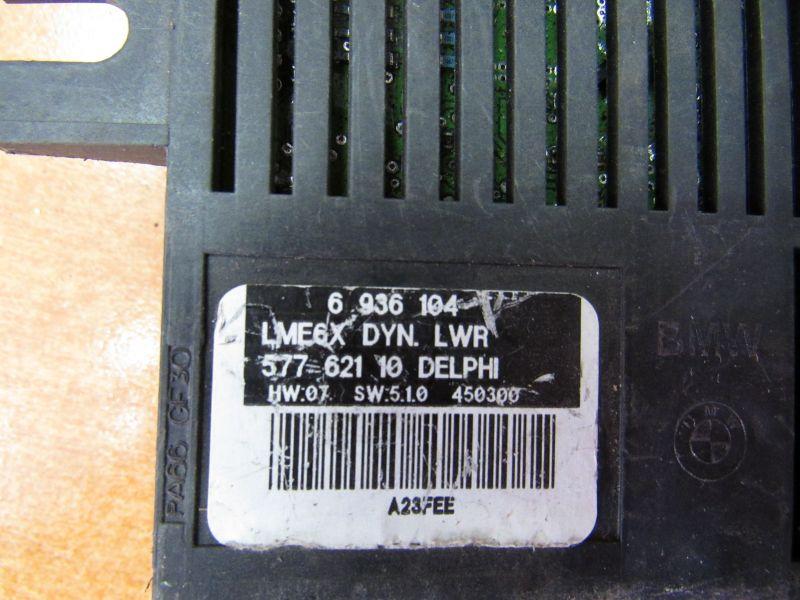 6 936 104
LME6X DYN. LWR
577 621 10 DELPHI
HW:07 SW:5.1.0 450300
A23FEE
PA66 GF30
BMW
BMW